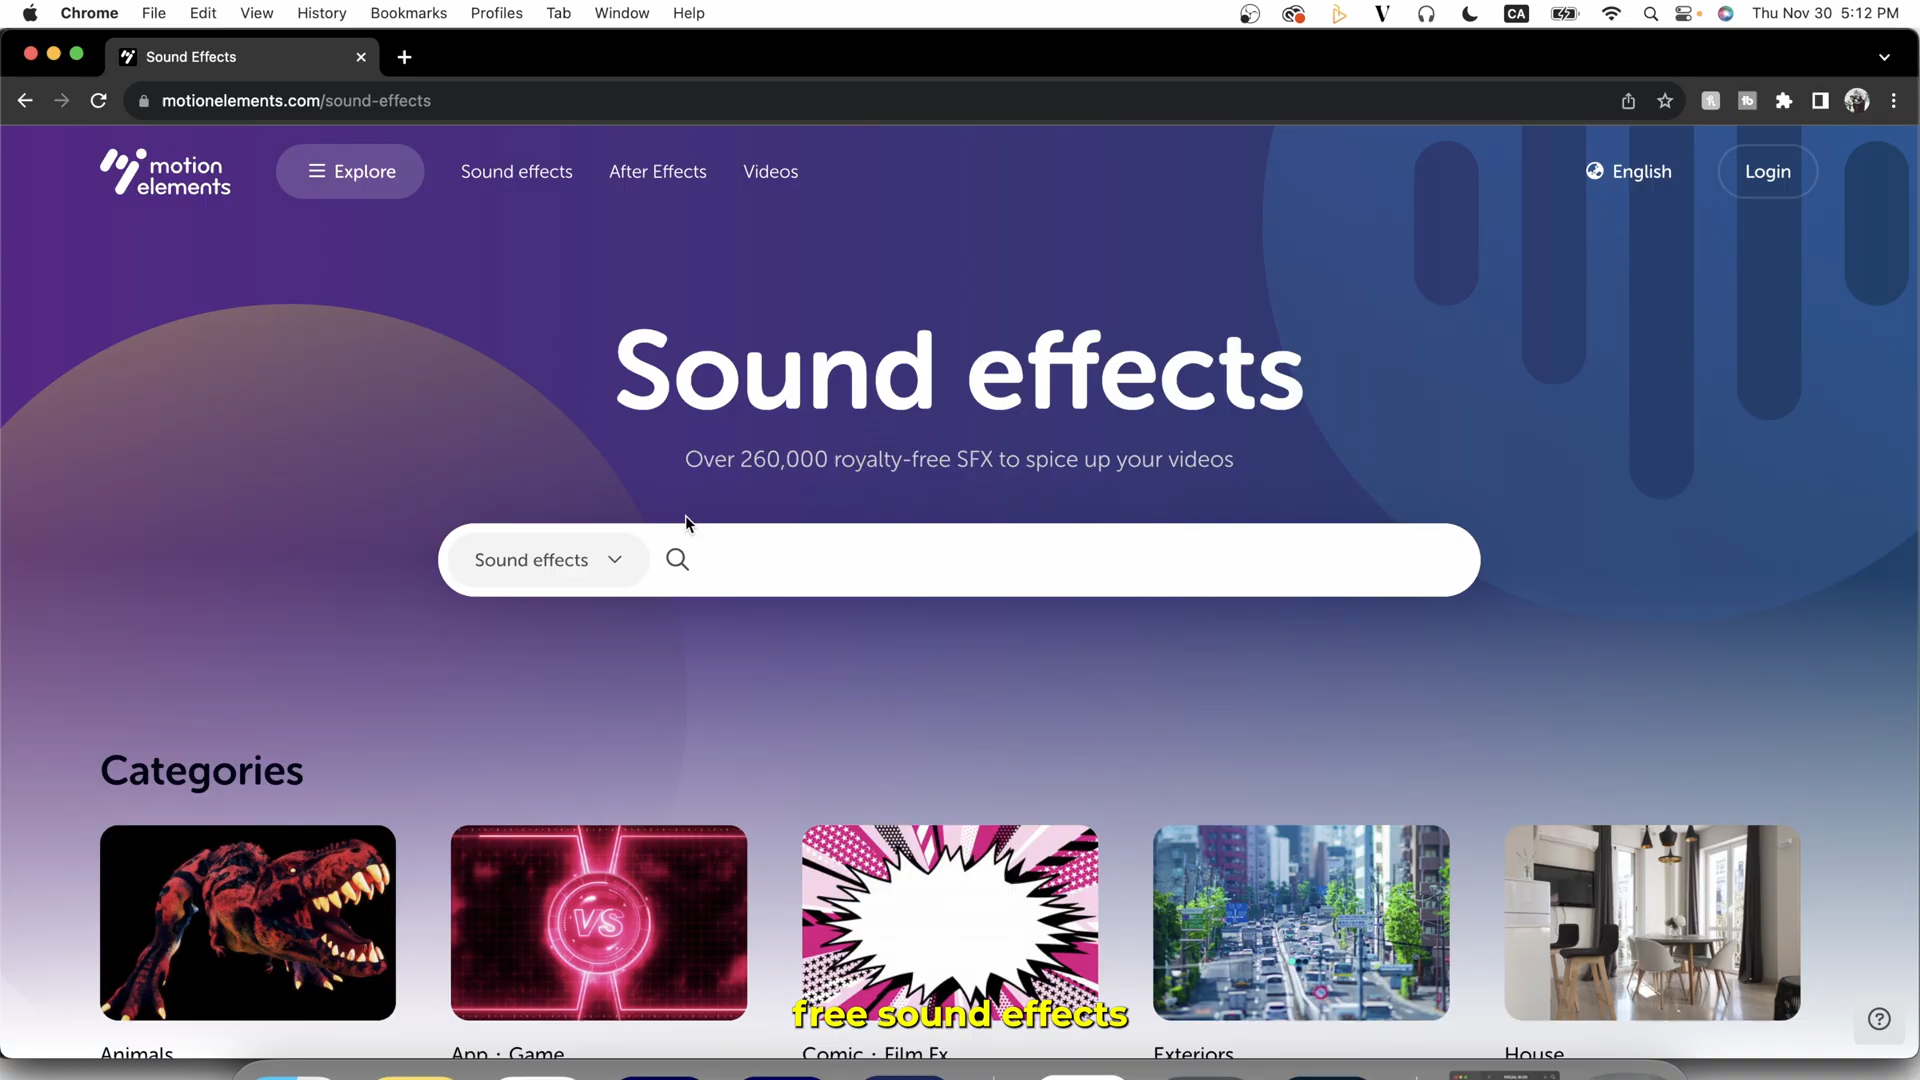 Chrome File Edit View History Bookmarks Profiles Tab Window Help CA Thu Nov 30 5:12 PM
Sound Effects
motionelements.com/sound-effects
motion elements
Explore Sound effects After Effects Videos English Login
Sound effects
Over 260,000 royalty-free SFX to spice up your videos
Sound effects
Categories
VS
free sound effects
Animals App · Game Comic · Film Fx Exteriors House